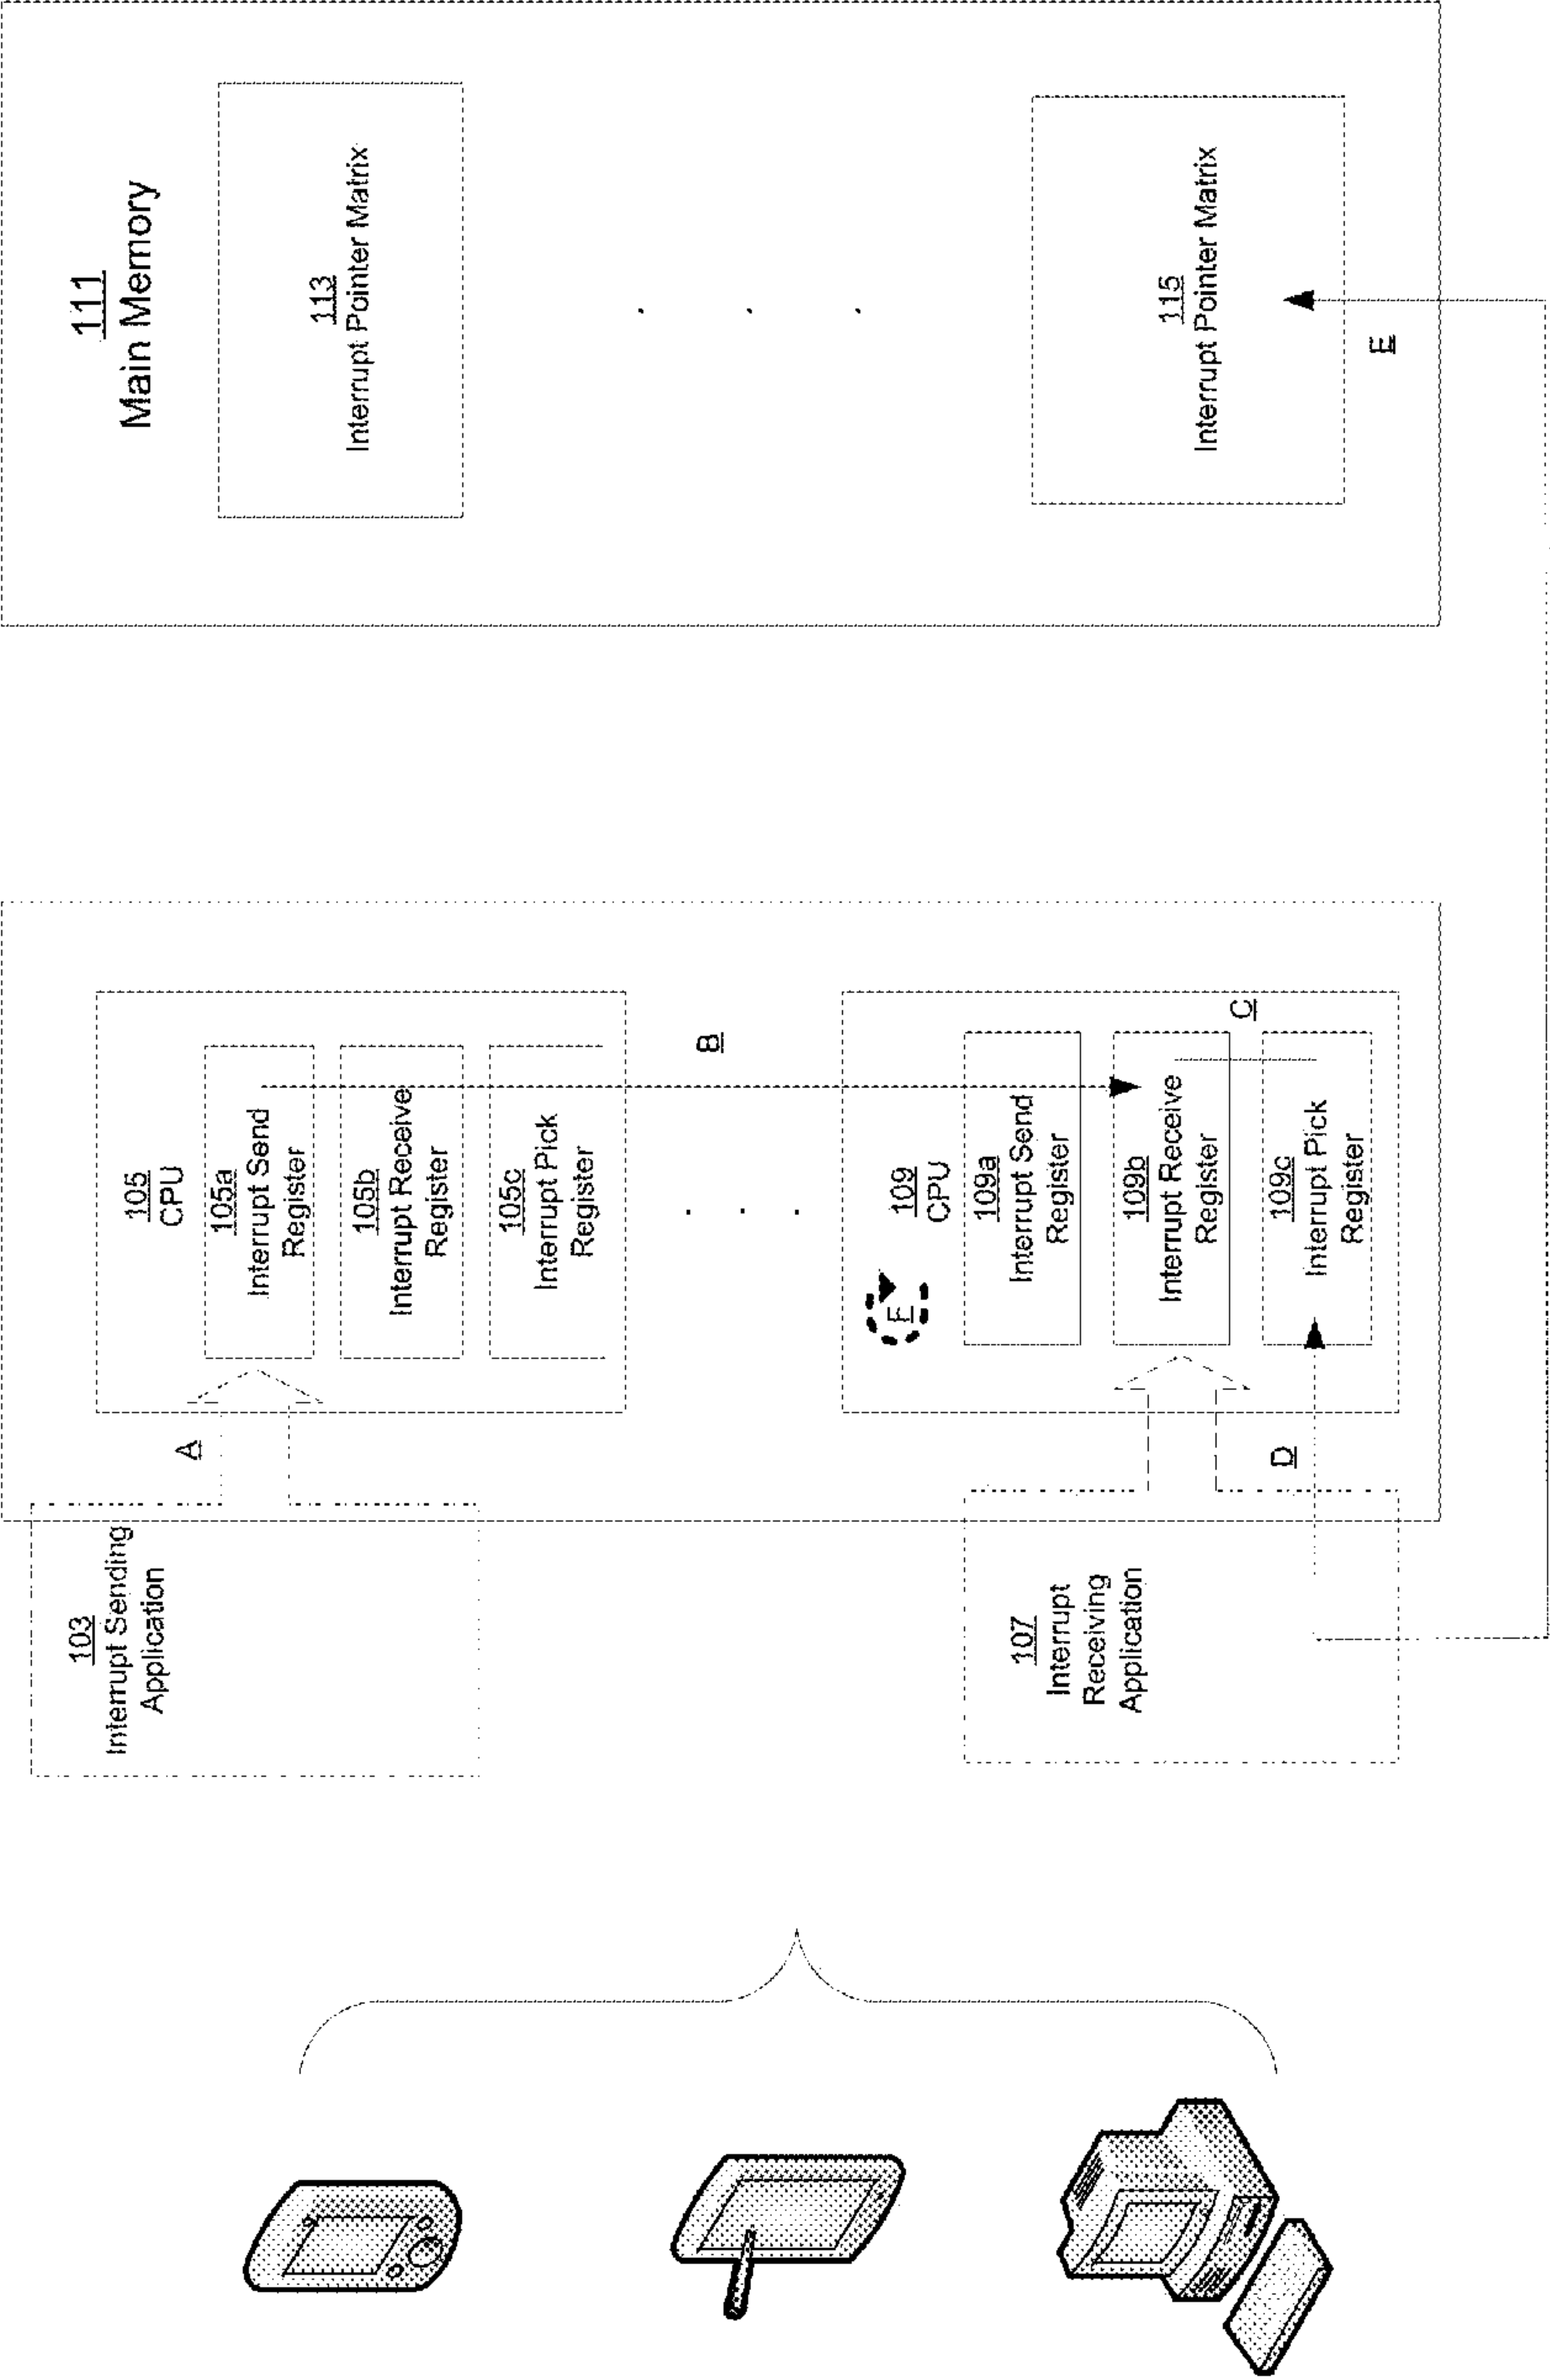 111
Main Memory
113
Interrupt Pointer Matrix
115
Interrupt Pointer Matrix
E
105
CPU
105a
Interrupt Send
Register
105b
Interrupt Receive
Register
105c
Interrupt Pick
Register
B
109
CPU
109a
Interrupt Send
Register
109b
Interrupt Receive
Register
109c
Interrupt Pick
Register
C
F
A
D
103
Interrupt Sending
Application
107
Interrupt
Receiving
Application